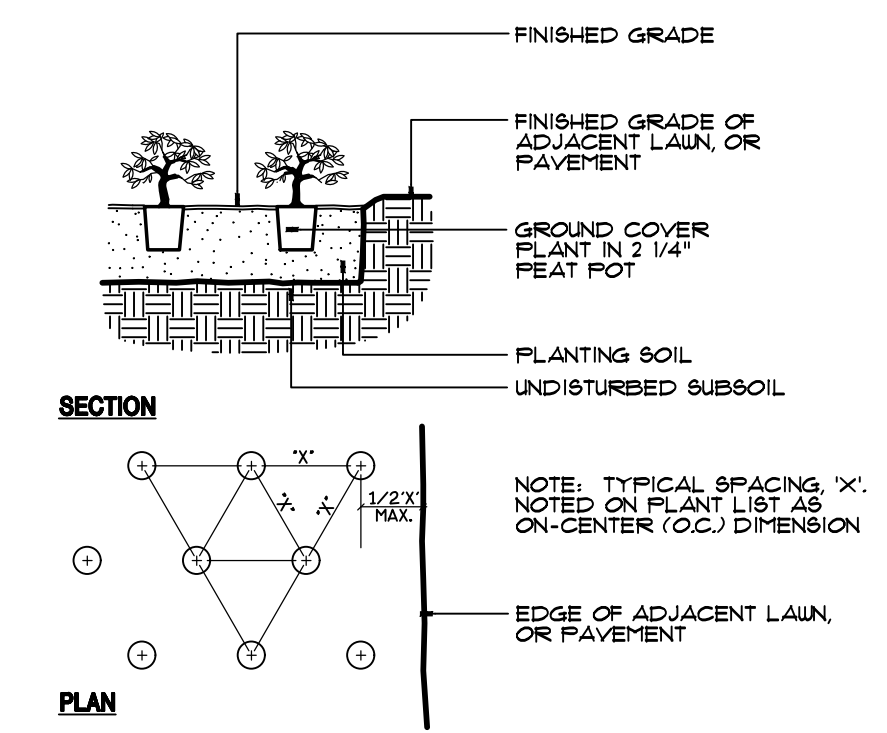 FINISHED GRADE
FINISHED GRADE OF
ADJACENT LAWN, OR
PAVEMENT
GROUND COVER
PLANT IN 2 1/4"
PEAT POT
PLANTING SOIL
UNDISTURBED SUBSOIL
SECTION
"X"
"X"
"X"
1/2'X'
MAX.
NOTE: TYPICAL SPACING, 'X'.
NOTED ON PLANT LIST AS
ON-CENTER (O.C.) DIMENSION
EDGE OF ADJACENT LAWN,
OR PAVEMENT
PLAN